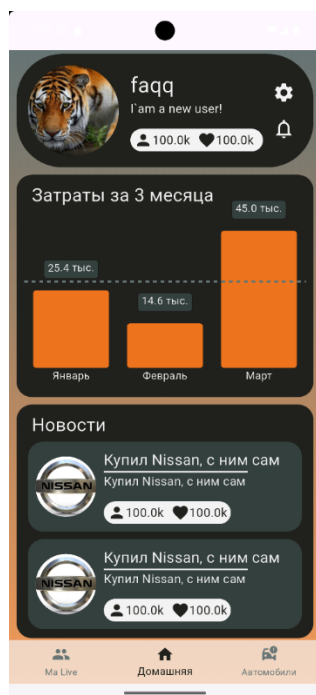 faqq
I`am a new user!
100.0k 100.0k
Затраты за 3 месяца
45.0 тыс.
25.4 тыс.
14.6 тыс.
Январь Февраль Март
Новости
Купил Nissan, с ним сам
Купил Nissan, с ним сам
NISSAN
100.0k 100.0k
Купил Nissan, с ним сам
Купил Nissan, с ним сам
NISSAN
100.0k 100.0k
Ma Live Домашняя Автомобили